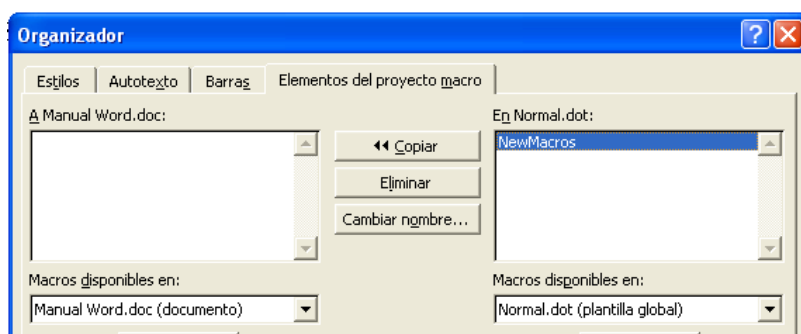 Organizador
Estilos Autotexto Barras Elementos del proyecto macro
A Manual Word.doc: En Normal.dot:
Copiar NewMacros
Eliminar
Cambiar nombre...
Macros disponibles en: Macros disponibles en:
Manual Word.doc (documento) Normal.dot (plantilla global)